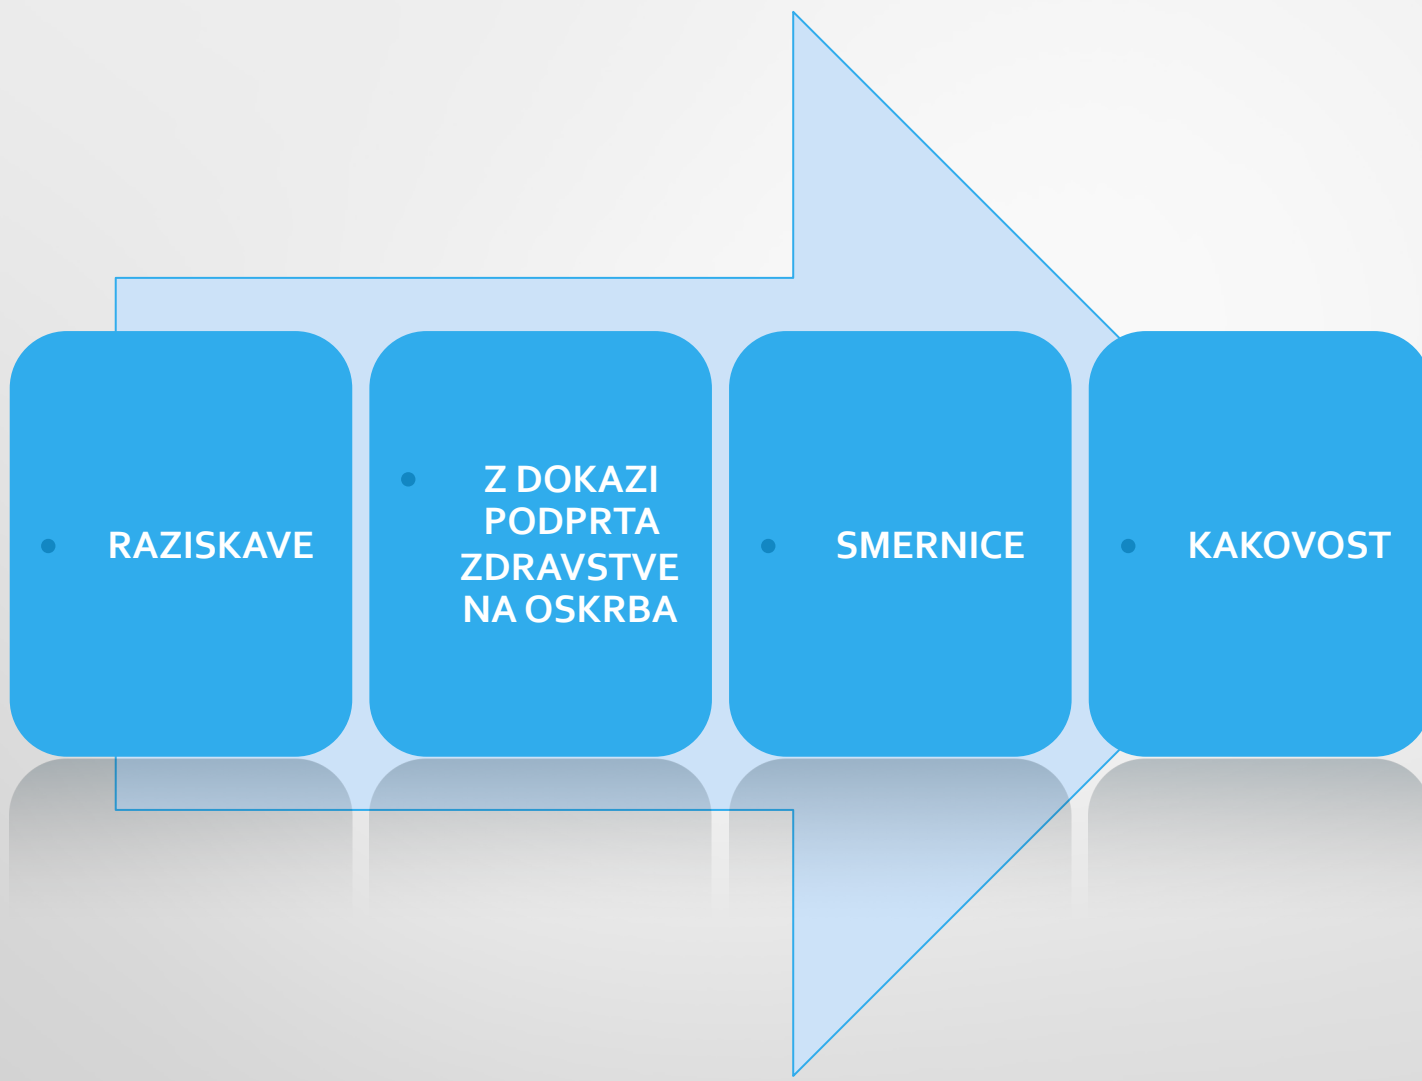 • RAZISKAVE
• Z DOKAZI
PODPRTA
ZDRAVSTVE
NA OSKRBA
• SMERNICE
• KAKOVOST